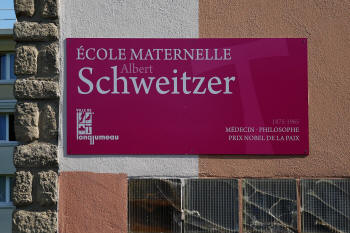 ÉCOLE MATERNELLE
Albert
Schweitzer
VILLE DE
longjumeau
1875-1965
MÉDECIN - PHILOSOPHE
PRIX NOBEL DE LA PAIX